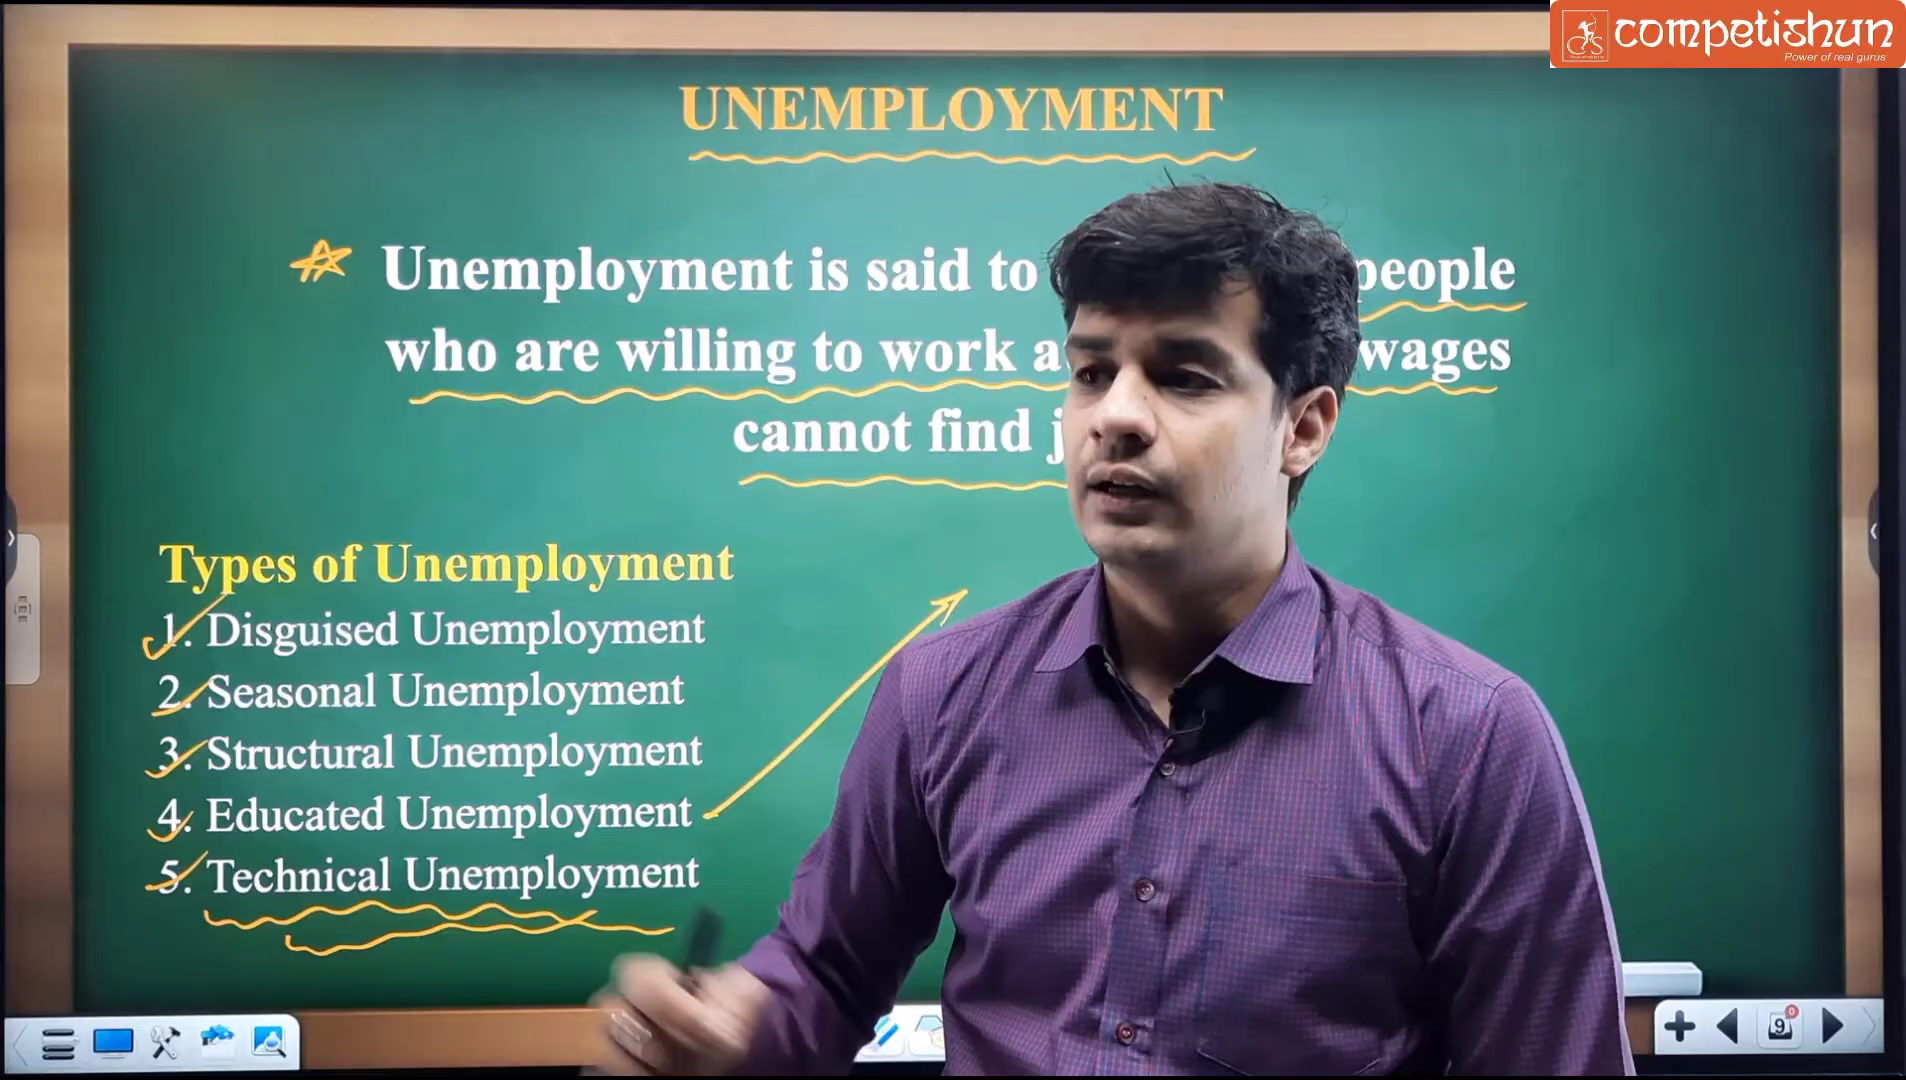 competishun
Power of real gurus
UNEMPLOYMENT
Unemployment is said to people
who are willing to work wages
cannot find
Types of Unemployment
1. Disguised Unemployment
2. Seasonal Unemployment
3. Structural Unemployment
4. Educated Unemployment
5. Technical Unemployment
9
0